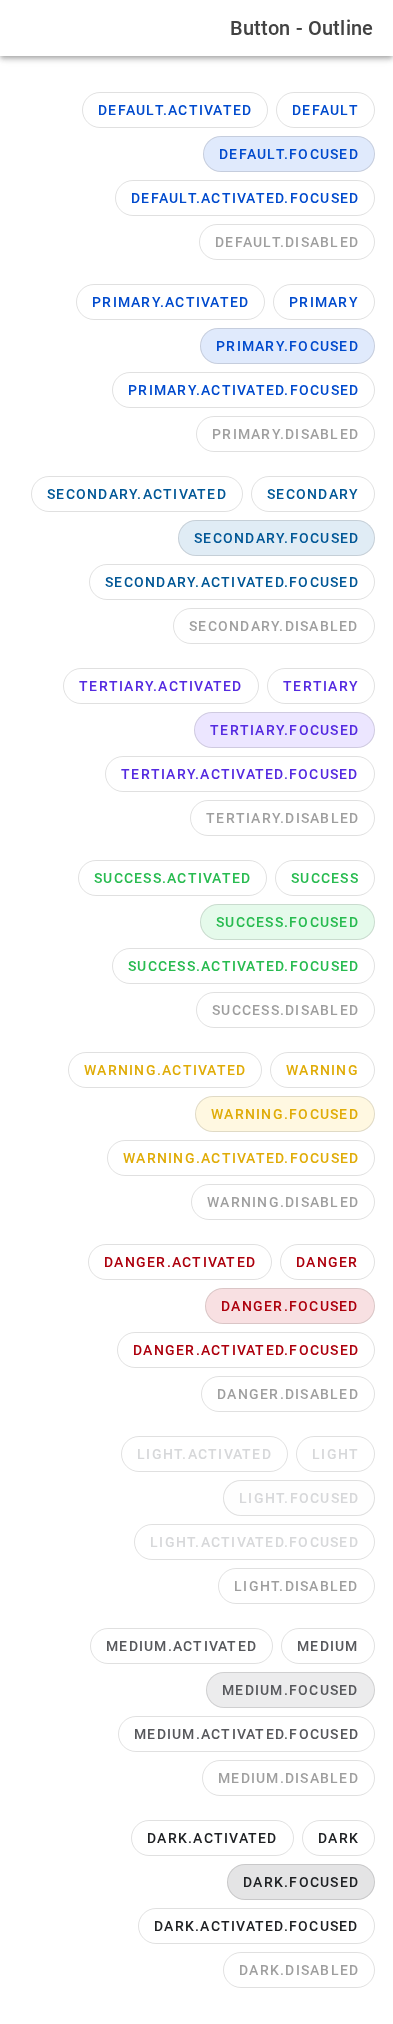 Button - Outline
DEFAULT.ACTIVATED DEFAULT
DEFAULT.FOCUSED
DEFAULT.ACTIVATED.FOCUSED
DEFAULT.DISABLED
PRIMARY.ACTIVATED PRIMARY
PRIMARY.FOCUSED
PRIMARY.ACTIVATED.FOCUSED
PRIMARY.DISABLED
SECONDARY.ACTIVATED SECONDARY
SECONDARY.FOCUSED
SECONDARY.ACTIVATED.FOCUSED
SECONDARY.DISABLED
TERTIARY.ACTIVATED TERTIARY
TERTIARY.FOCUSED
TERTIARY.ACTIVATED.FOCUSED
TERTIARY.DISABLED
SUCCESS.ACTIVATED SUCCESS
SUCCESS.FOCUSED
SUCCESS.ACTIVATED.FOCUSED
SUCCESS.DISABLED
WARNING.ACTIVATED WARNING
WARNING.FOCUSED
WARNING.ACTIVATED.FOCUSED
WARNING.DISABLED
DANGER.ACTIVATED DANGER
DANGER.FOCUSED
DANGER.ACTIVATED.FOCUSED
DANGER.DISABLED
LIGHT.ACTIVATED LIGHT
LIGHT.FOCUSED
LIGHT.ACTIVATED.FOCUSED
LIGHT.DISABLED
MEDIUM.ACTIVATED MEDIUM
MEDIUM.FOCUSED
MEDIUM.ACTIVATED.FOCUSED
MEDIUM.DISABLED
DARK.ACTIVATED DARK
DARK.FOCUSED
DARK.ACTIVATED.FOCUSED
DARK.DISABLED